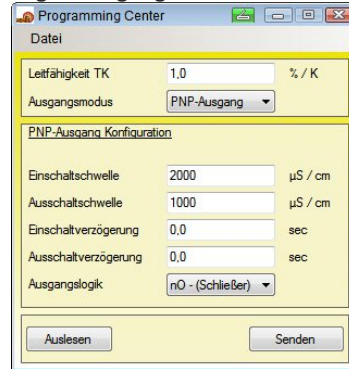 Programming Center
Datei
Leitfähigkeit TK 1,0 % / K
Ausgangsmodus PNP-Ausgang
PNP-Ausgang Konfiguration
Einschaltschwelle 2000 µS / cm
Ausschaltschwelle 1000 µS / cm
Einschaltverzögerung 0,0 sec
Ausschaltverzögerung 0,0 sec
Ausgangslogik nO - (Schließer)
Auslesen Senden